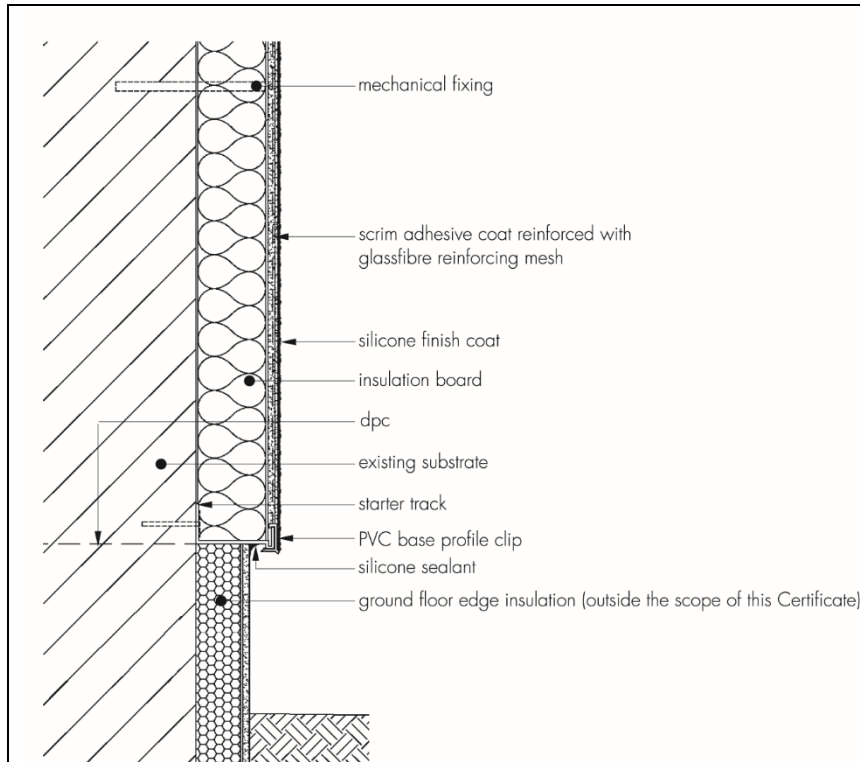 mechanical fixing
scrim adhesive coat reinforced with
glassfibre reinforcing mesh
silicone finish coat
insulation board
dpc
existing substrate
starter track
PVC base profile clip
silicone sealant
ground floor edge insulation (outside the scope of this Certificate)